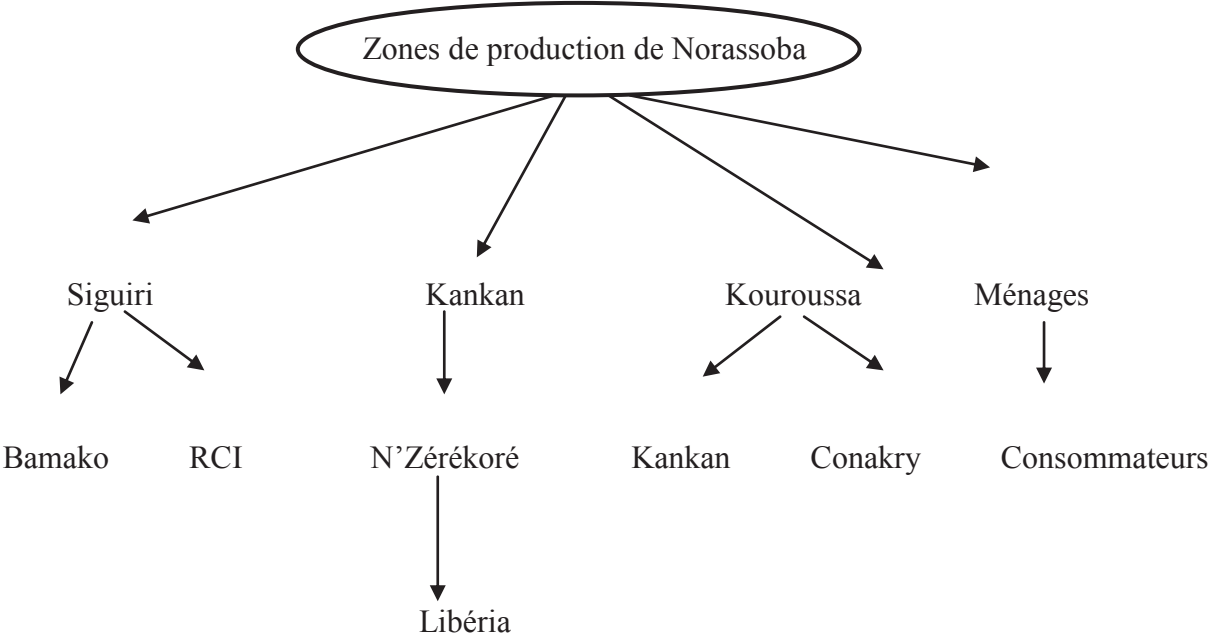 Zones de production de Norassoba
Siguiri Kankan Kouroussa Ménages
Bamako RCI N’Zérékoré Kankan Conakry Consommateurs
Libéria